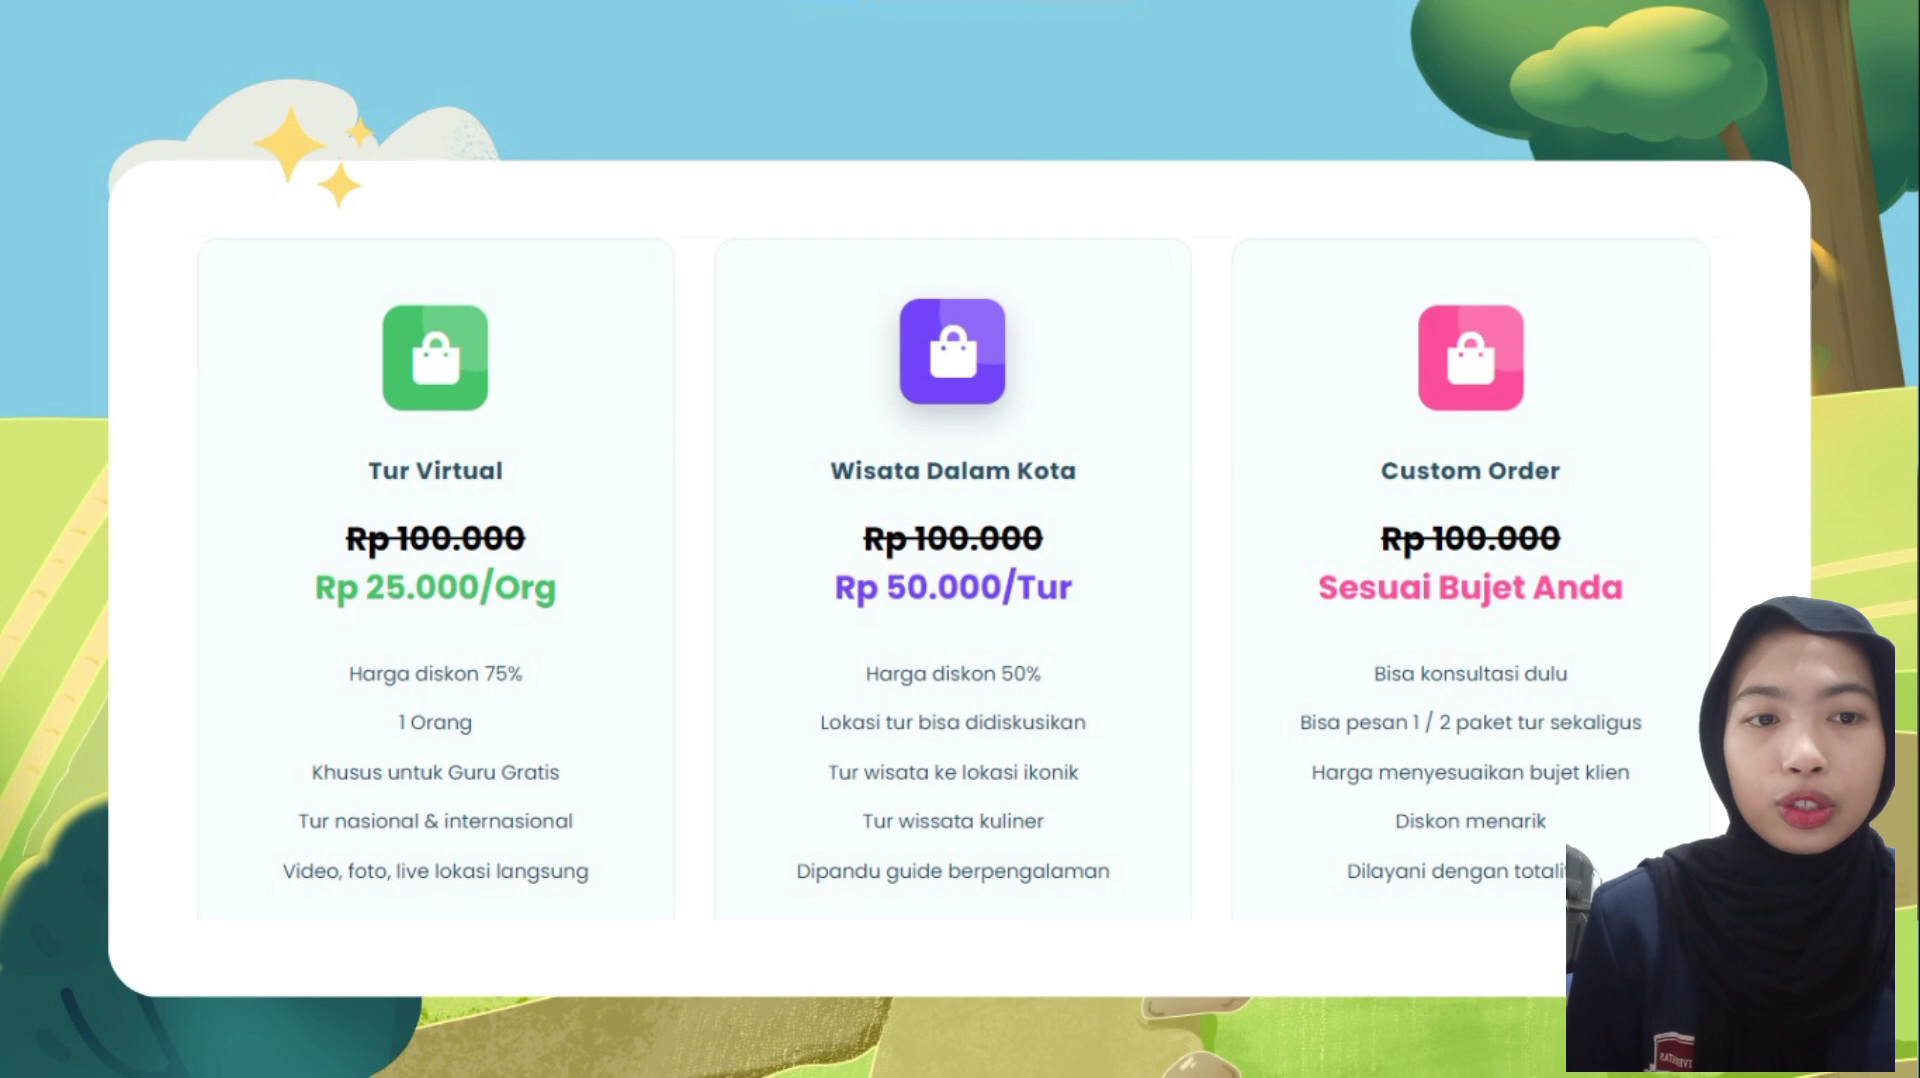 Tur Virtual
Rp 100.000
Rp 25.000/Org
Harga diskon 75%
1 Orang
Khusus untuk Guru Gratis
Tur nasional & internasional
Video, foto, live lokasi langsung
Wisata Dalam Kota
Rp 100.000
Rp 50.000/Tur
Harga diskon 50%
Lokasi tur bisa didiskusikan
Tur wisata ke lokasi ikonik
Tur wissata kuliner
Dipandu guide berpengalaman
Custom Order
Rp 100.000
Sesuai Bujet Anda
Bisa konsultasi dulu
Bisa pesan 1 / 2 paket tur sekaligus
Harga menyesuaikan bujet klien
Diskon menarik
Dilayani dengan